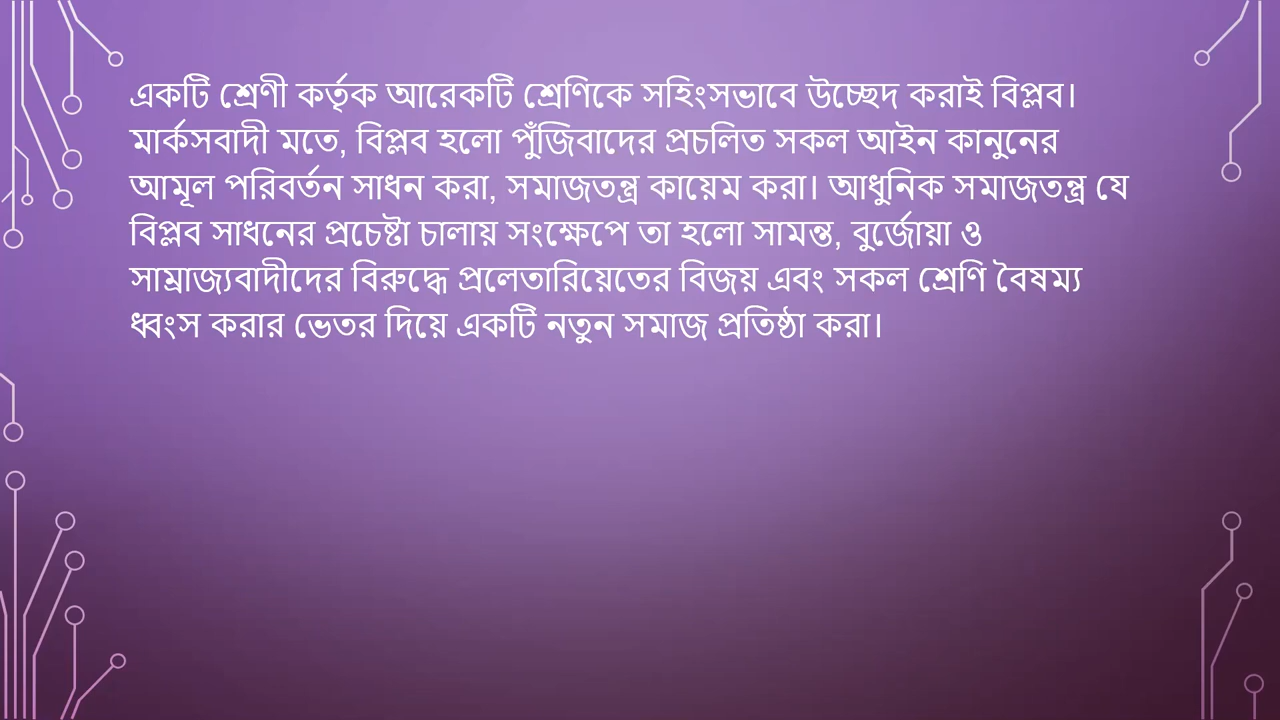 একটি শ্রেণী কর্তৃক আরেকটি শ্রেণিকে সহিংসভাবে উচ্ছেদ করাই বিপ্লব।
মার্কসবাদী মতে, বিপ্লব হলো পুঁজিবাদের প্রচলিত সকল আইন কানুনের
আমূল পরিবর্তন সাধন করা, সমাজতন্ত্র কায়েম করা। আধুনিক সমাজতন্ত্র যে
বিপ্লব সাধনের প্রচেষ্টা চালায় সংক্ষেপে তা হলো সামন্ত, বুর্জোয়া ও
সাম্রাজ্যবাদীদের বিরুদ্ধে প্রলেতারিয়েতের বিজয় এবং সকল শ্রেণি বৈষম্য
ধ্বংস করার ভেতর দিয়ে একটি নতুন সমাজ প্রতিষ্ঠা করা।